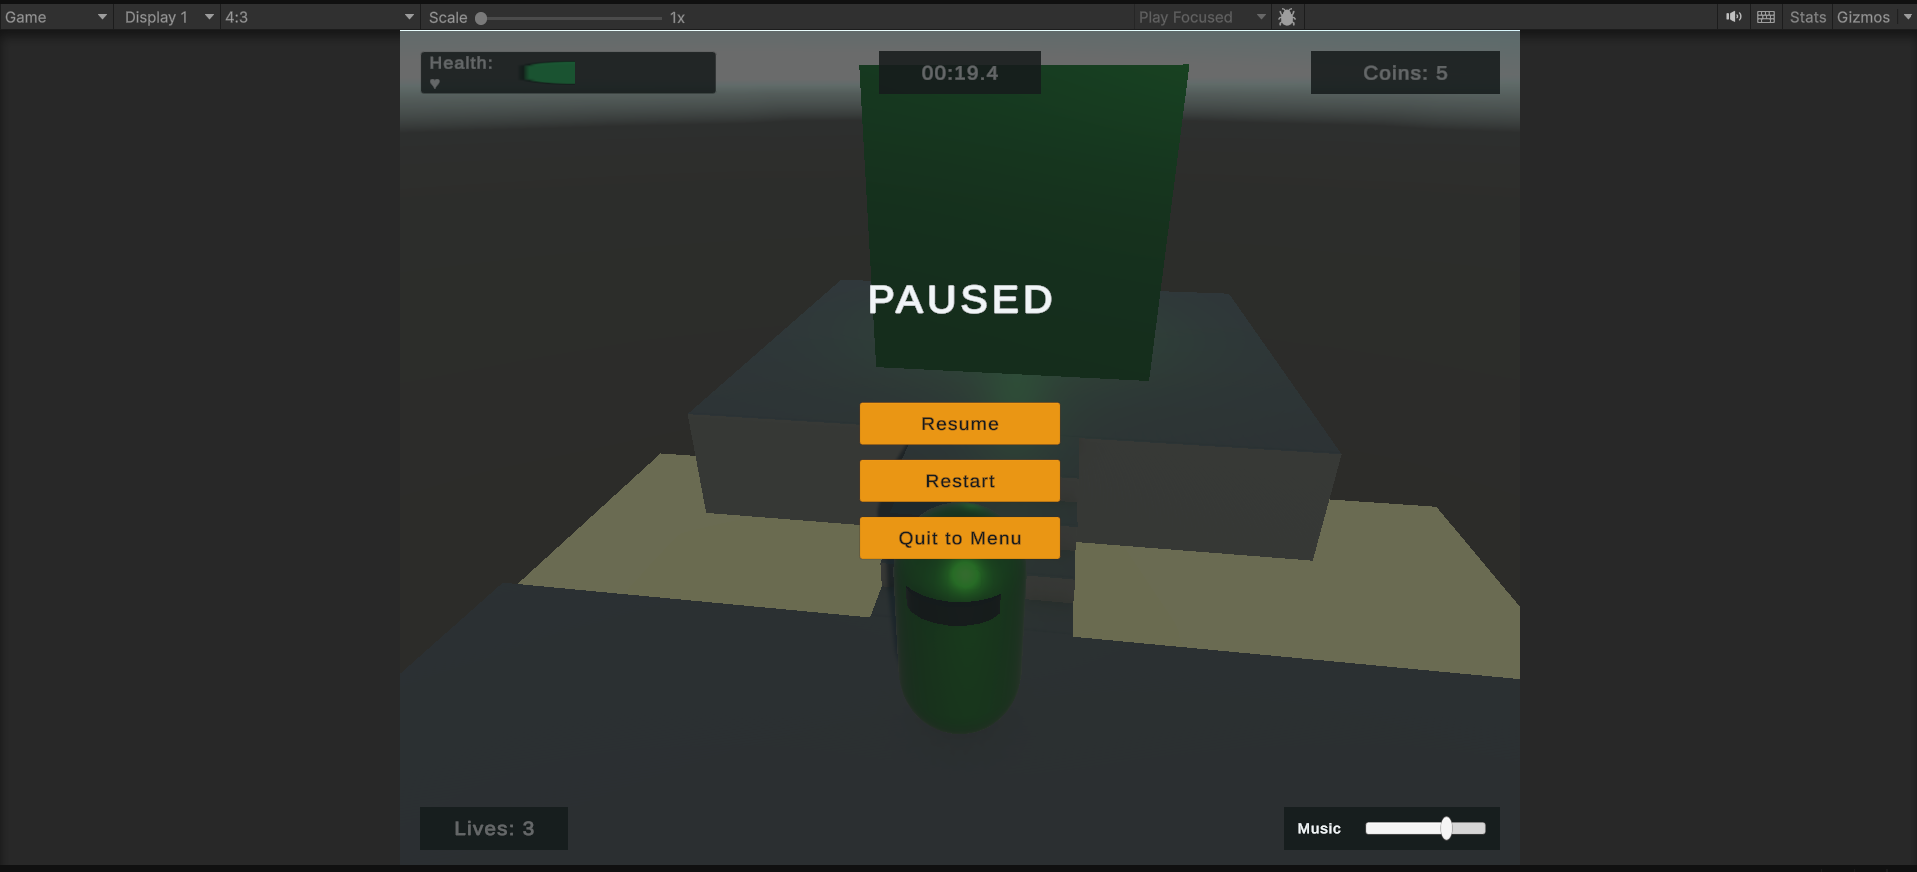 Game Display 1 4:3 Scale 1x Play Focused Stats Gizmos
Health: 00:19.4 Coins: 5
♥
PAUSED
Resume
Restart
Quit to Menu
Lives: 3 Music